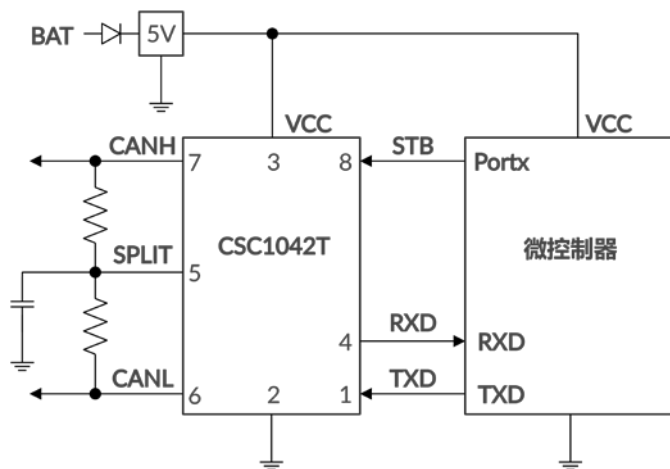 BAT
5V
VCC
VCC
CANH
7
3
8
STB
Portx
CSC1042T
微控制器
SPLIT
5
RXD
4
RXD
CANL
6
2
1
TXD
TXD